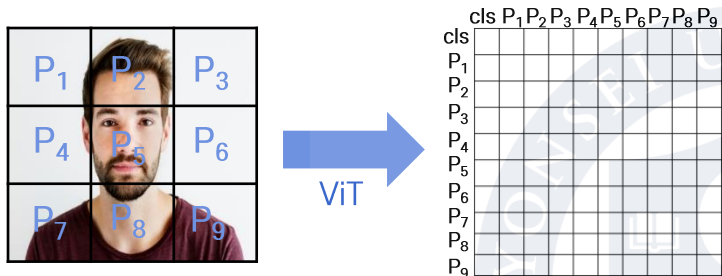 cls P₁ P₂ P₃ P₄ P₅ P₆ P₇ P₈ P₉
cls
P₁ P₂ P₃
P₁
P₂
P₃
P₄ P₅ P₆
P₄
P₅
ViT
P₆
P₇ P₈ P₉
P₇
P₈
P₉
YONSEI U